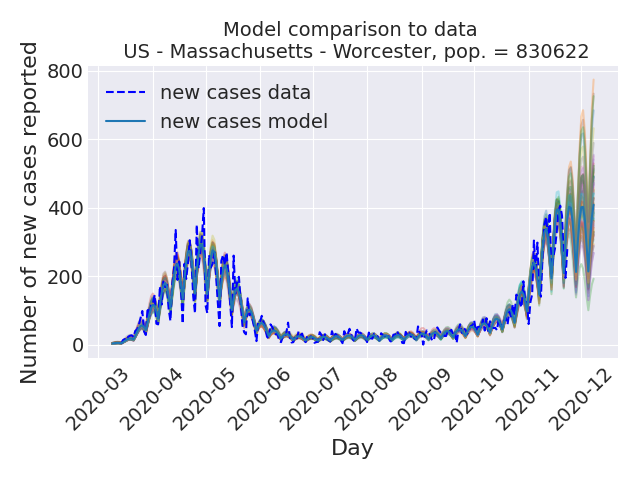 Model comparison to data
US - Massachusetts - Worcester, pop. = 830622
Number of new cases reported
800
600
400
200
0
new cases data
new cases model
2020-03
2020-04
2020-05
2020-06
2020-07
2020-08
2020-09
2020-10
2020-11
2020-12
Day